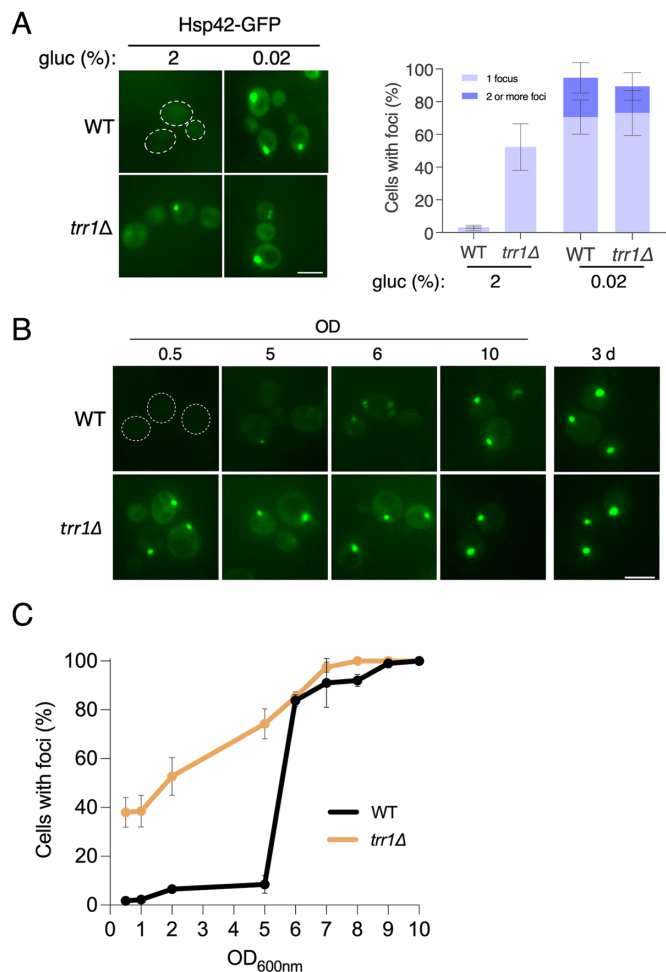 A
Hsp42-GFP
gluc (%): 2 0.02
WT
trr1Δ
Cells with foci (%)
100
80
60
40
20
0
1 focus
2 or more foci
WT trr1Δ WT trr1Δ
gluc (%): 2 0.02
B
OD
0.5 5 6 10 3 d
WT
trr1Δ
C
Cells with foci (%)
100
80
60
40
20
0
WT
trr1Δ
0 1 2 3 4 5 6 7 8 9 10
OD600nm